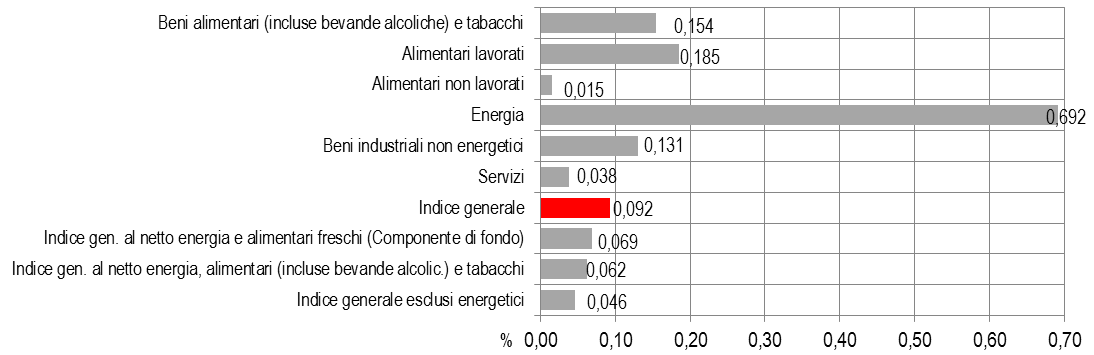 Beni alimentari (incluse bevande alcoliche) e tabacchi 0,154
Alimentari lavorati 0,185
Alimentari non lavorati 0,015
Energia 0,692
Beni industriali non energetici 0,131
Servizi 0,038
Indice generale 0,092
Indice gen. al netto energia e alimentari freschi (Componente di fondo) 0,069
Indice gen. al netto energia, alimentari (incluse bevande alcolic.) e tabacchi 0,062
Indice generale esclusi energetici 0,046
% 0,00 0,10 0,20 0,30 0,40 0,50 0,60 0,70